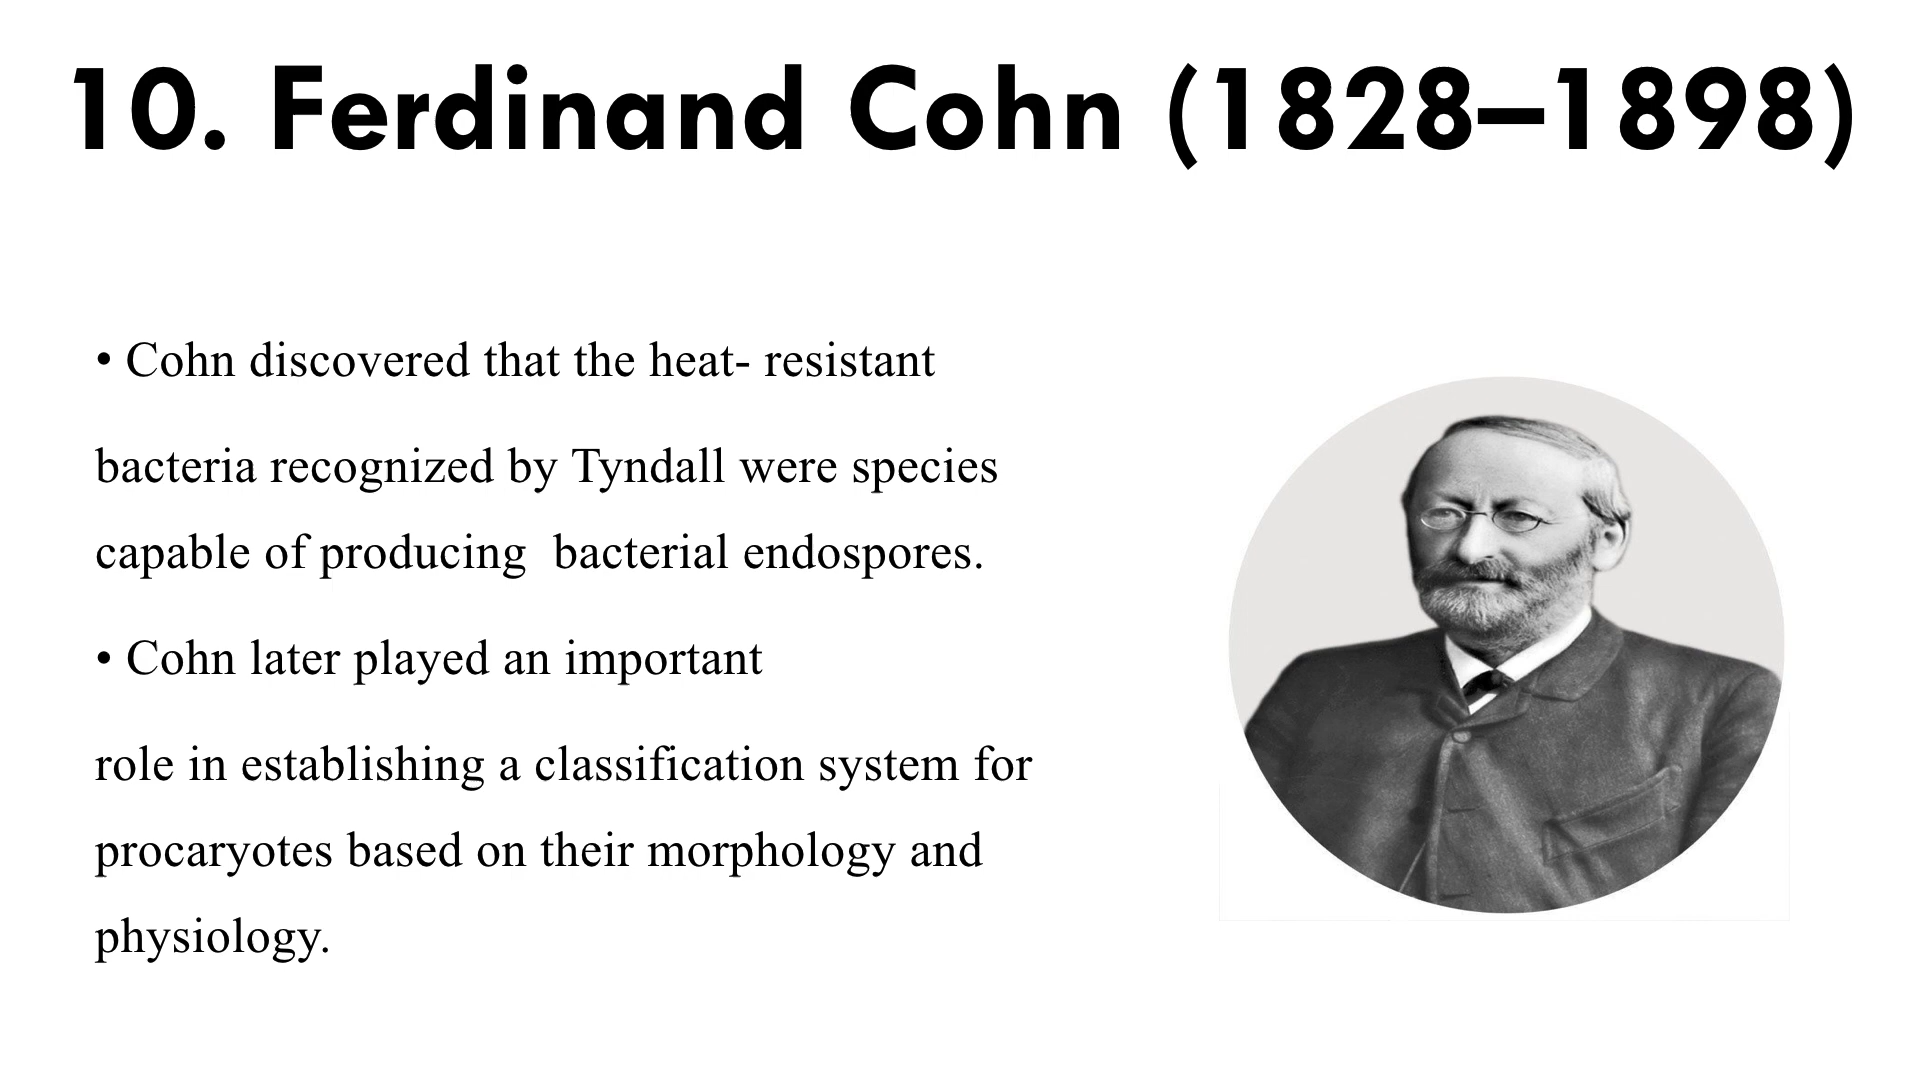 10. Ferdinand Cohn (1828–1898)
• Cohn discovered that the heat- resistant
bacteria recognized by Tyndall were species
capable of producing  bacterial endospores.
• Cohn later played an important
role in establishing a classification system for
procaryotes based on their morphology and
physiology.